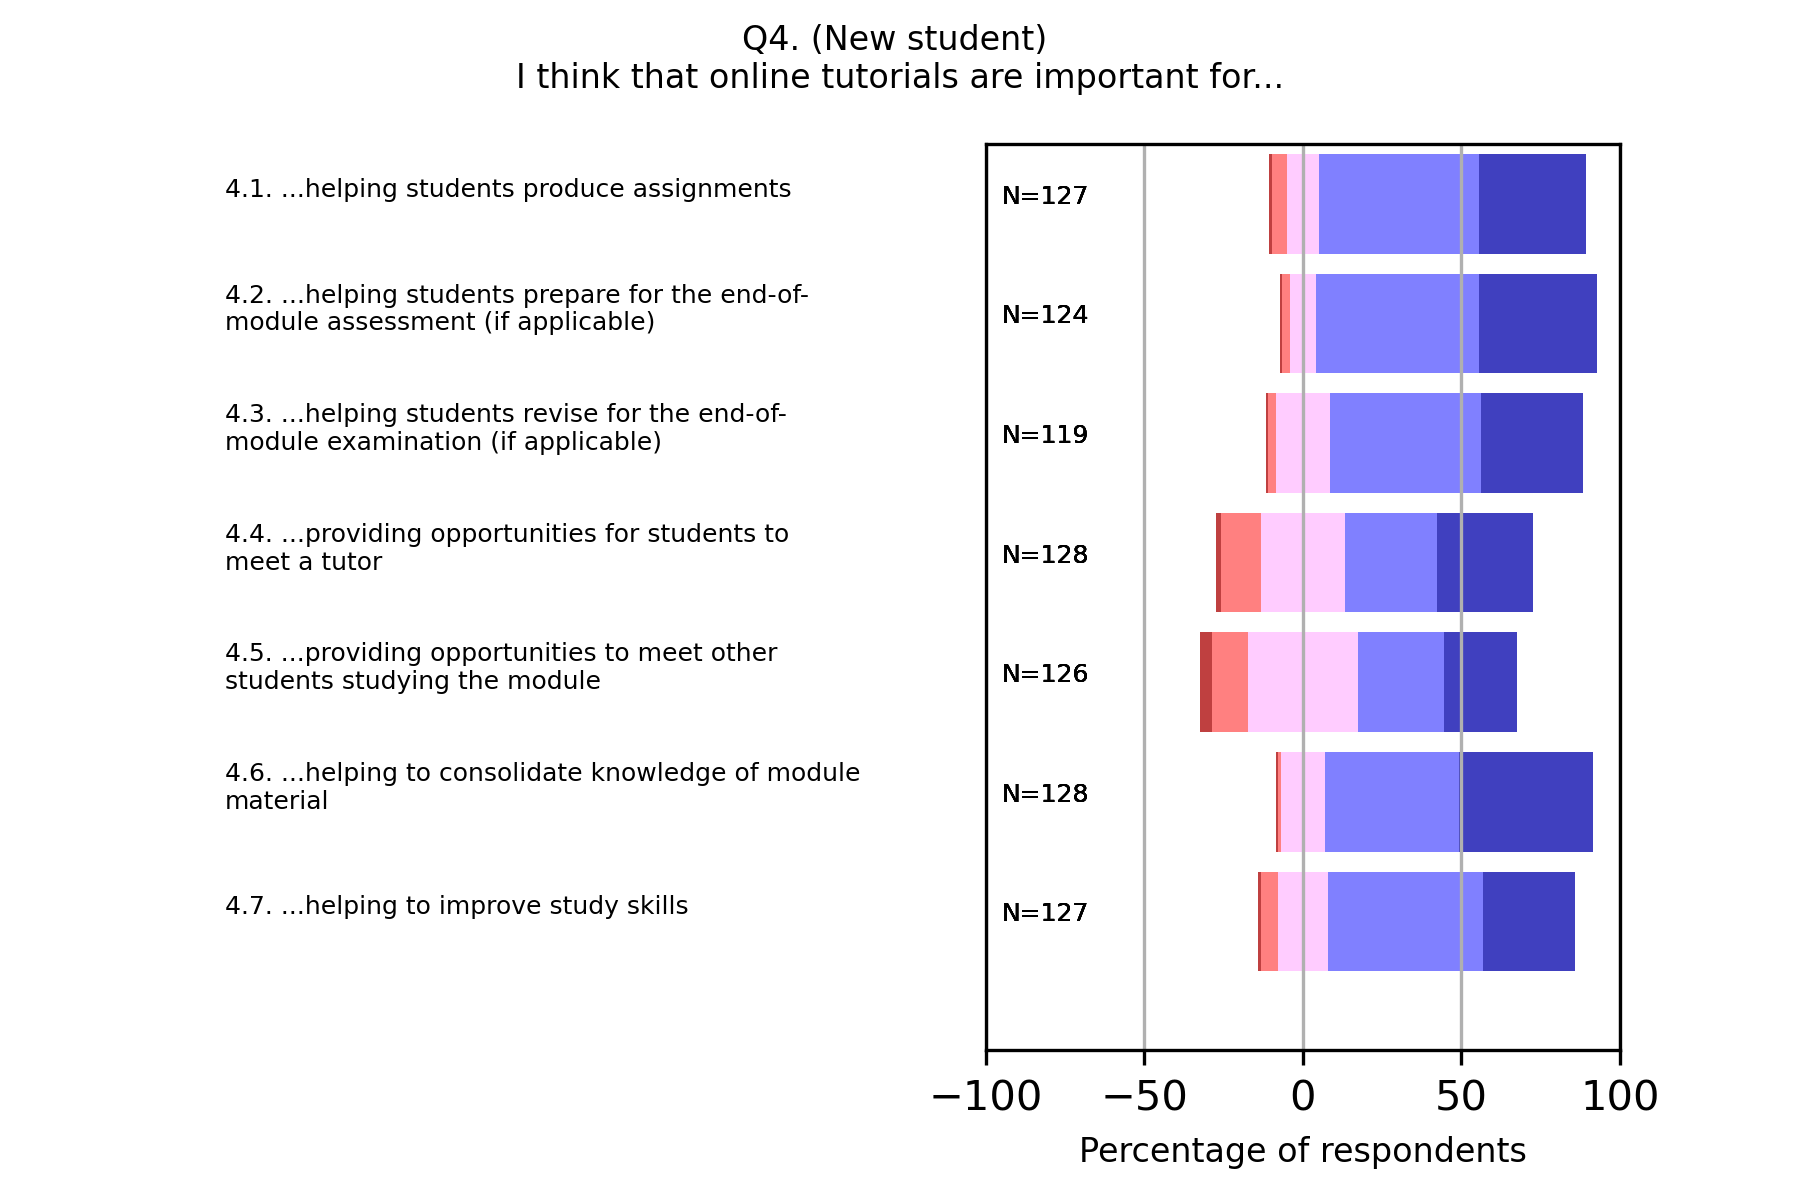 Q4. (New student)
I think that online tutorials are important for...
4.1. ...helping students produce assignments
N=127
4.2. ...helping students prepare for the end-of-
module assessment (if applicable)
N=124
4.3. ...helping students revise for the end-of-
module examination (if applicable)
N=119
4.4. ...providing opportunities for students to
meet a tutor
N=128
4.5. ...providing opportunities to meet other
students studying the module
N=126
4.6. ...helping to consolidate knowledge of module
material
N=128
4.7. ...helping to improve study skills
N=127
−100 −50 0 50 100
Percentage of respondents